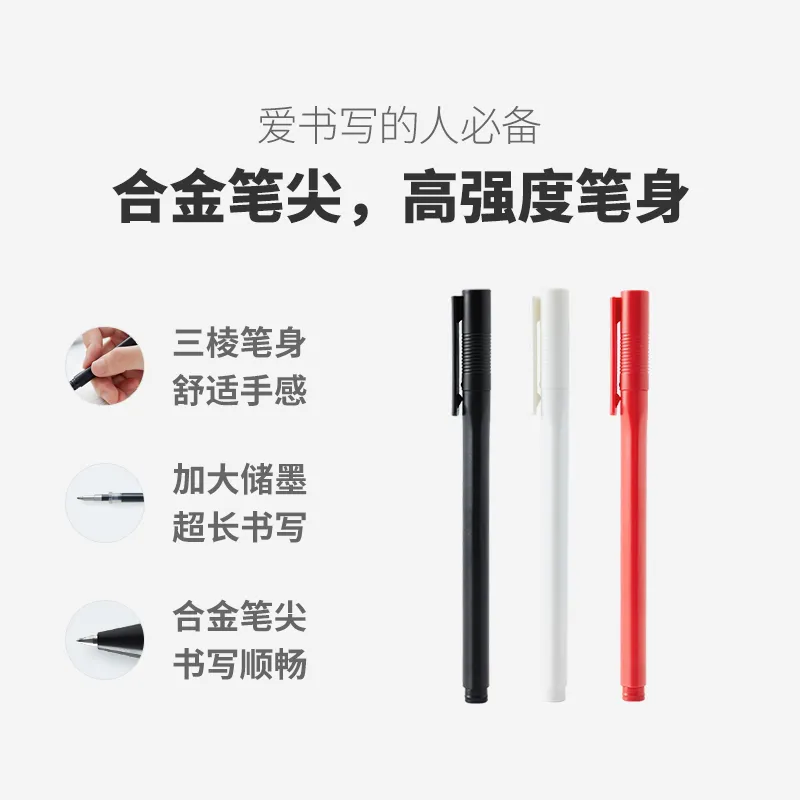 爱书写的人必备
合金笔尖，高强度笔身
三棱笔身
舒适手感
加大储墨
超长书写
合金笔尖
书写顺畅